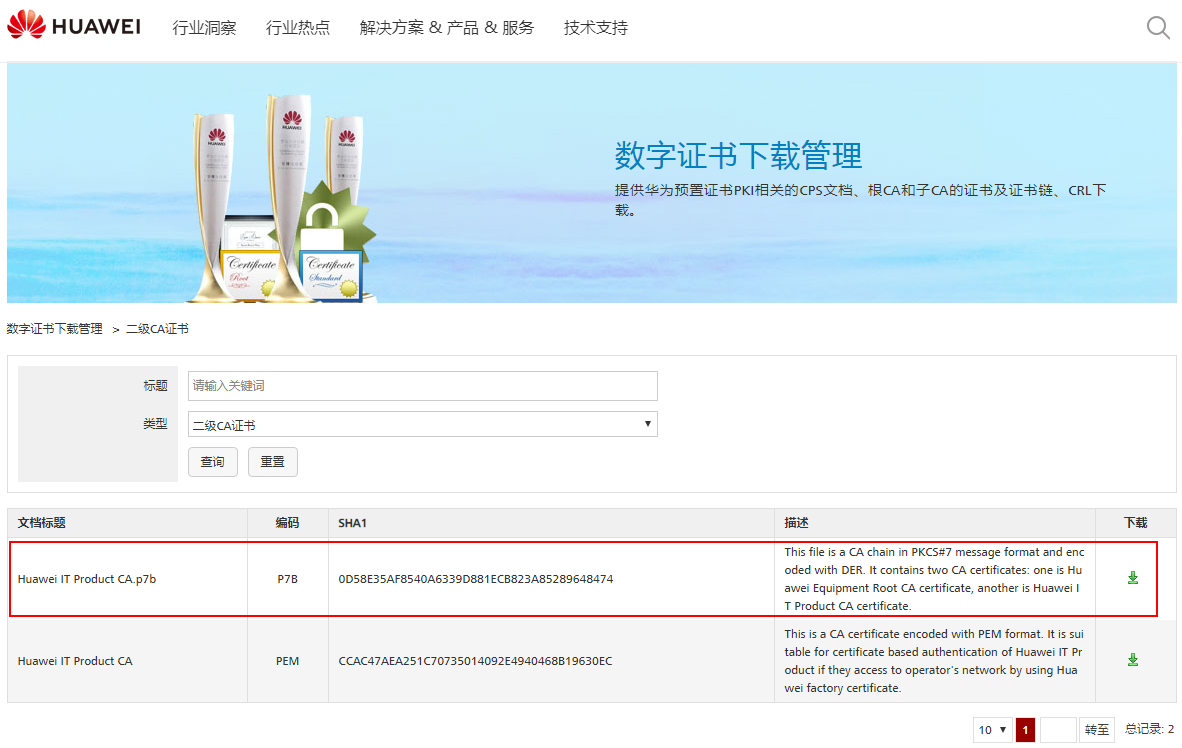 HUAWEI 行业洞察 行业热点 解决方案 & 产品 & 服务 技术支持
HUAWEI
HUAWEI
HUAWEI
数字证书下载管理
提供华为预置证书PKI相关的CPS文档、根CA和子CA的证书及证书链、CRL下
载。
Certificate
Root
Certificate
Standard
数字证书下载管理 > 二级CA证书
标题 请输入关键词
类型 二级CA证书
查询 重置
文档标题 编码 SHA1 描述 下载
Huawei IT Product CA.p7b P7B 0D58E35AF8540A6339D881ECB823A85289648474
This file is a CA chain in PKCS#7 message format and enc
oded with DER. It contains two CA certificates: one is Hu
awei Equipment Root CA certificate, another is Huawei I
T Product CA certificate.
Huawei IT Product CA PEM CCAC47AEA251C70735014092E4940468B19630EC
This is a CA certificate encoded with PEM format. It is sui
table for certificate based authentication of Huawei IT Pr
oduct if they access to operator's network by using Hua
wei factory certificate.
10 1 转至 总记录: 2